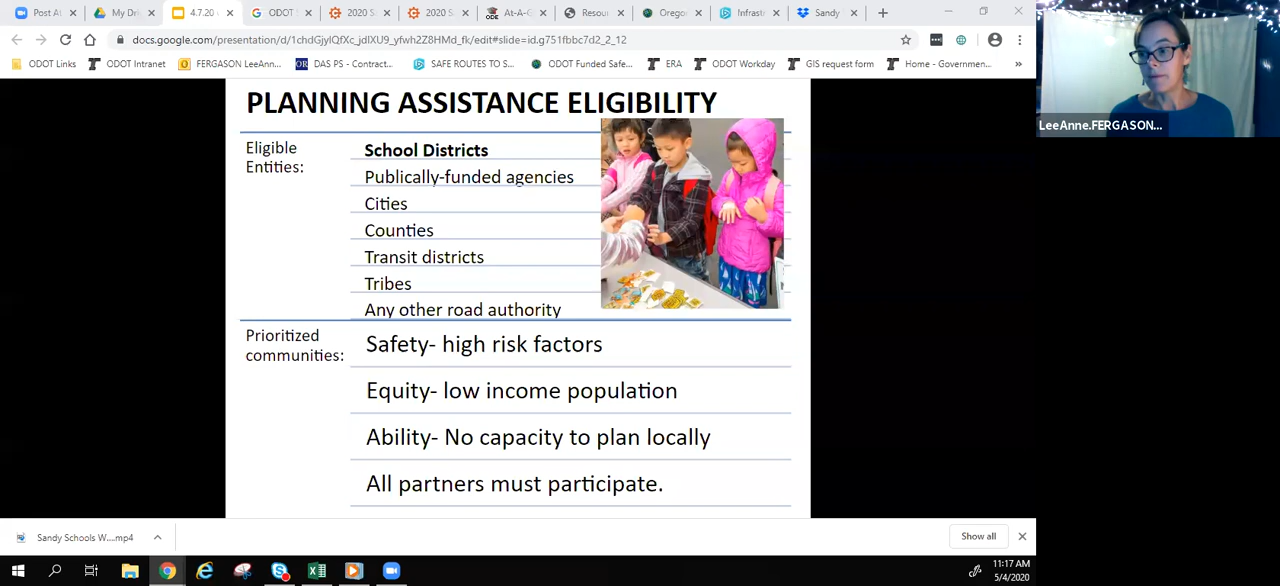 Post At
My Dri
4.7.20
ODOT
2020 S
2020 S
At-A-G
Resou
Orego
Infrast
Sandy
docs.google.com/presentation/d/1chdGjylQfXc_jdIXU9_yfwh2Z8HMd_fk/edit#slide=id.g751fbbc7d2_2_12
ODOT Links
ODOT Intranet
FERGASON LeeAnn...
DAS PS - Contract...
SAFE ROUTES TO S...
ODOT Funded Safe...
ERA
ODOT Workday
GIS request form
Home - Governmen...
»
PLANNING ASSISTANCE ELIGIBILITY
Eligible
Entities:
School Districts
Publically-funded agencies
Cities
Counties
Transit districts
Tribes
Any other road authority
Prioritized
communities:
Safety- high risk factors
Equity- low income population
Ability- No capacity to plan locally
All partners must participate.
LeeAnne.FERGASON...
Sandy Schools W....mp4
Show all
11:17 AM
5/4/2020